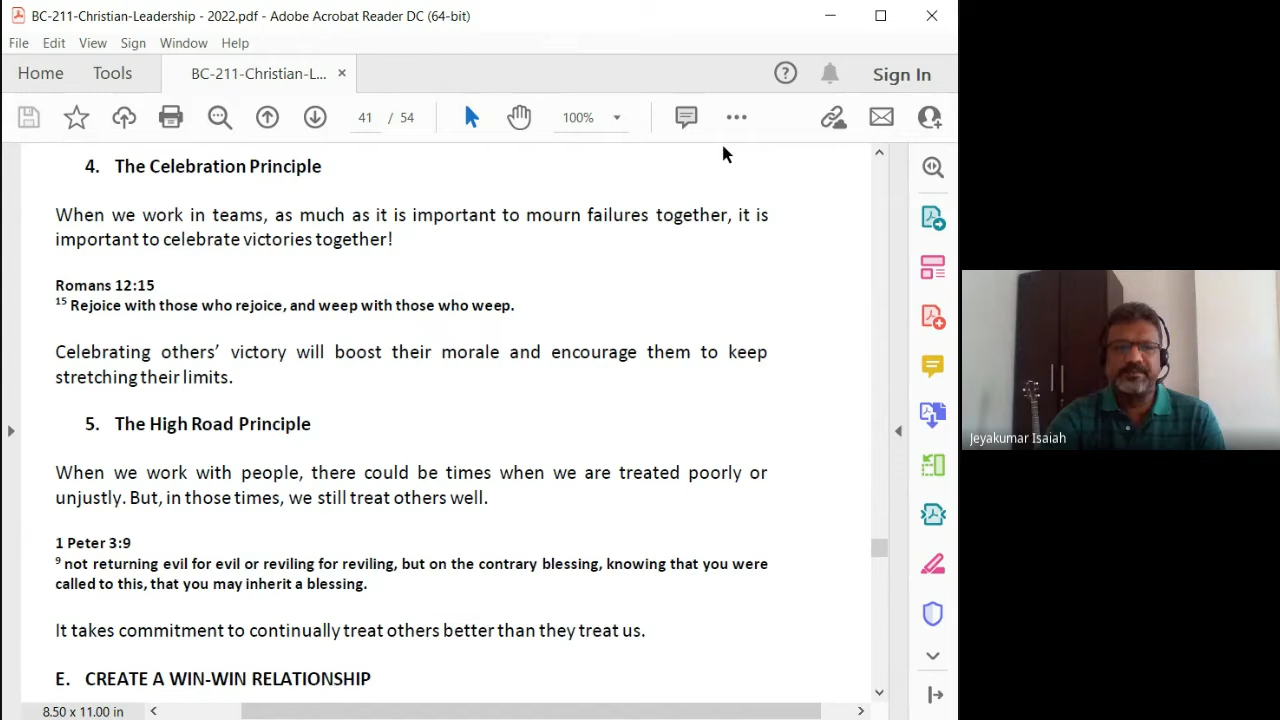 BC-211-Christian-Leadership - 2022.pdf - Adobe Acrobat Reader DC (64-bit)
File Edit View Sign Window Help
Home Tools BC-211-Christian-L... × Sign In
41 / 54 100%
4. The Celebration Principle
When we work in teams, as much as it is important to mourn failures together, it is
important to celebrate victories together!
Romans 12:15
15 Rejoice with those who rejoice, and weep with those who weep.
Celebrating others’ victory will boost their morale and encourage them to keep
stretching their limits.
5. The High Road Principle
When we work with people, there could be times when we are treated poorly or
unjustly. But, in those times, we still treat others well.
1 Peter 3:9
9 not returning evil for evil or reviling for reviling, but on the contrary blessing, knowing that you were
called to this, that you may inherit a blessing.
It takes commitment to continually treat others better than they treat us.
E. CREATE A WIN-WIN RELATIONSHIP
8.50 x 11.00 in
Jeyakumar Isaiah